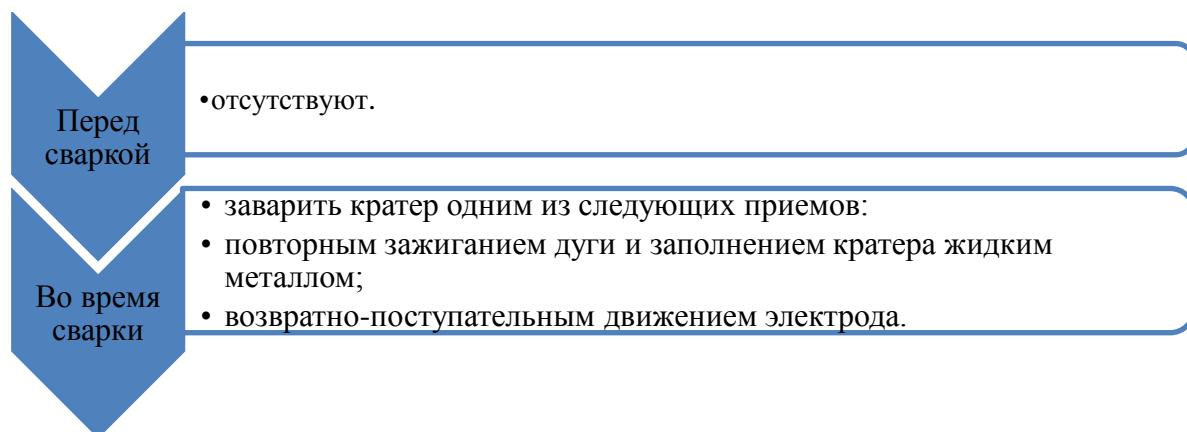 Перед
сваркой
•отсутствуют.
Во время
сварки
• заварить кратер одним из следующих приемов:
• повторным зажиганием дуги и заполнением кратера жидким
металлом;
• возвратно-поступательным движением электрода.